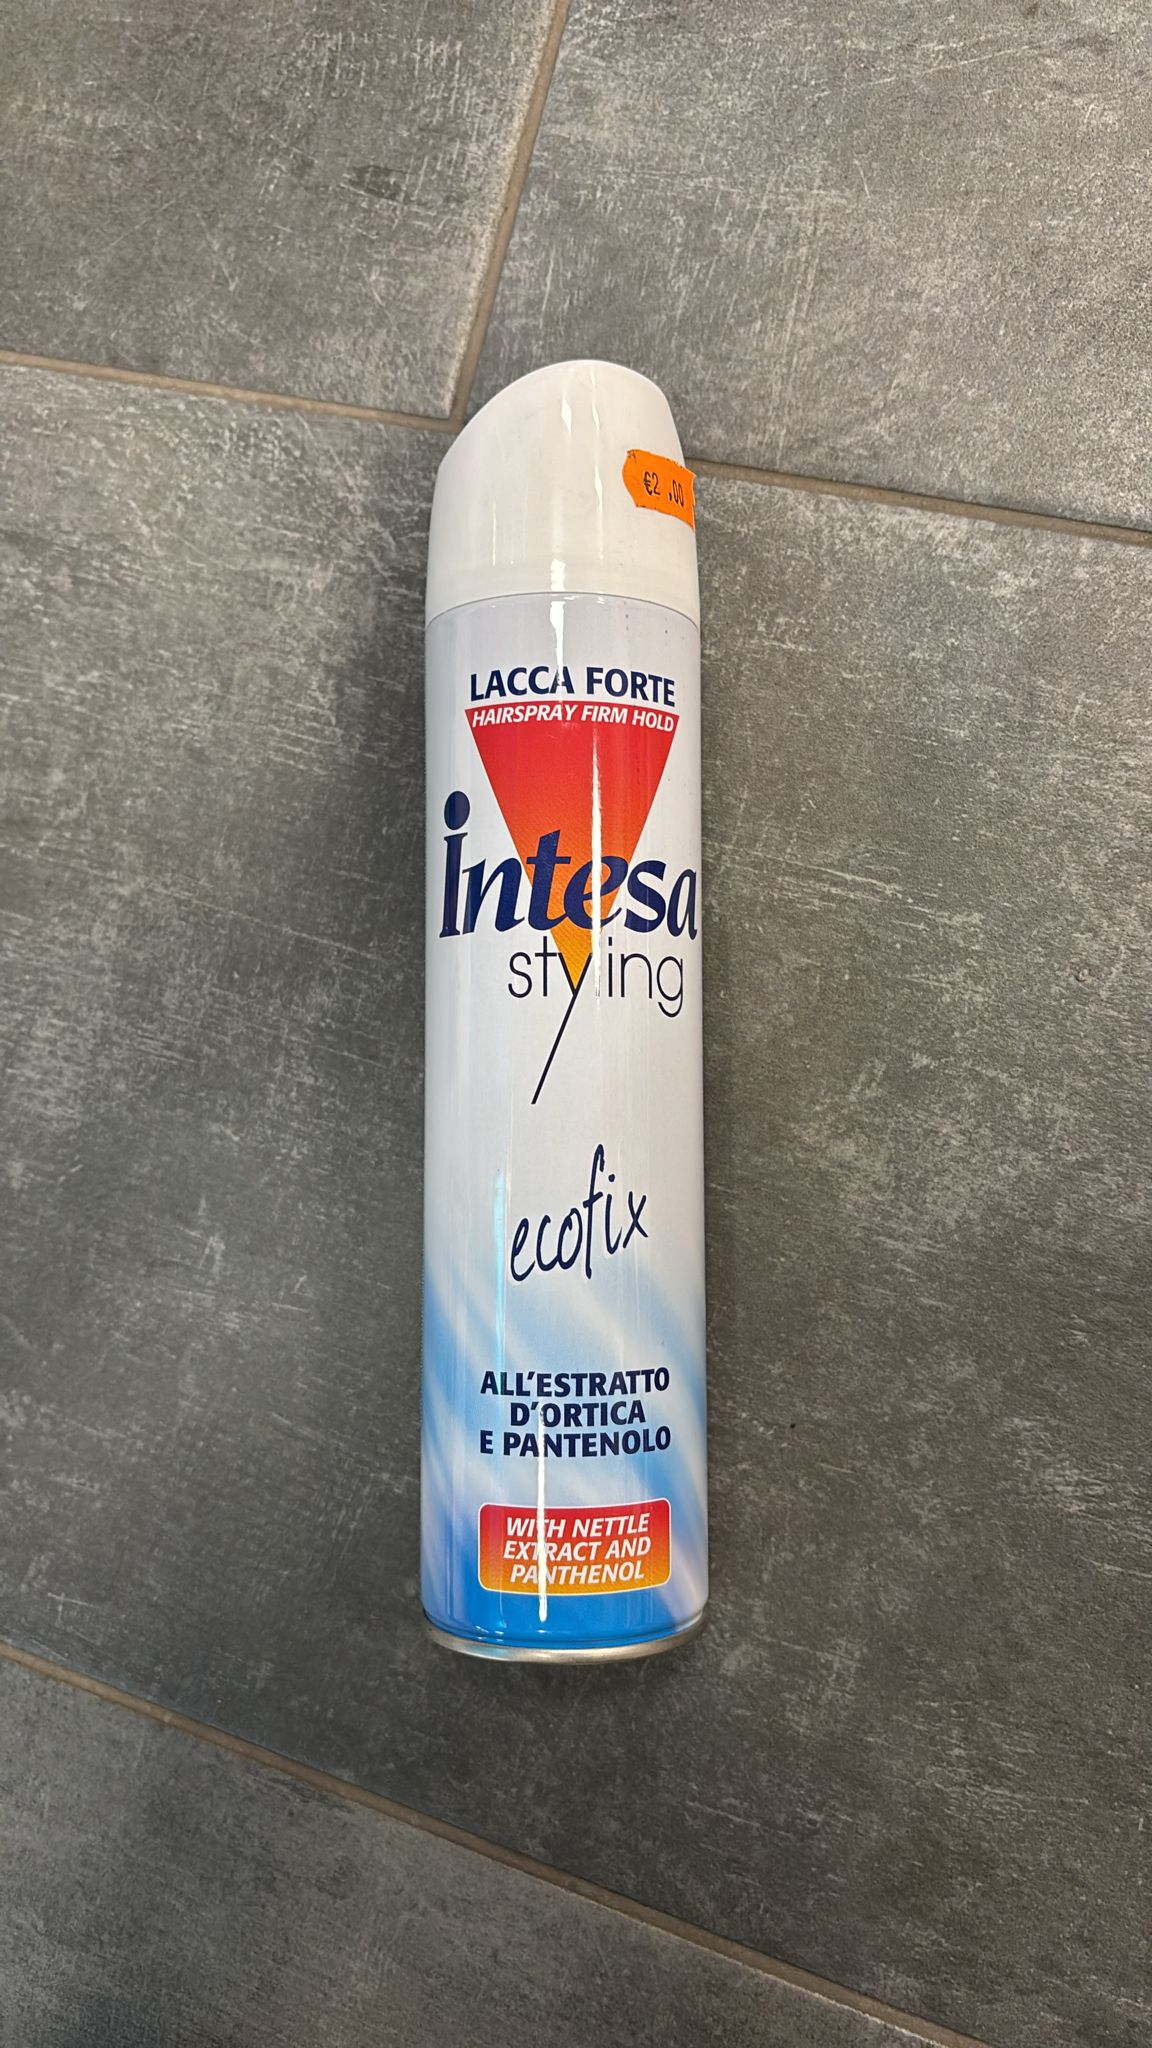 €2,00
LACCA FORTE
HAIRSPRAY FIRM HOLD
intesa
styling
ecofix
ALL'ESTRATTO
D'ORTICA
E PANTENOLO
WITH NETTLE
EXTRACT AND
PANTHENOL